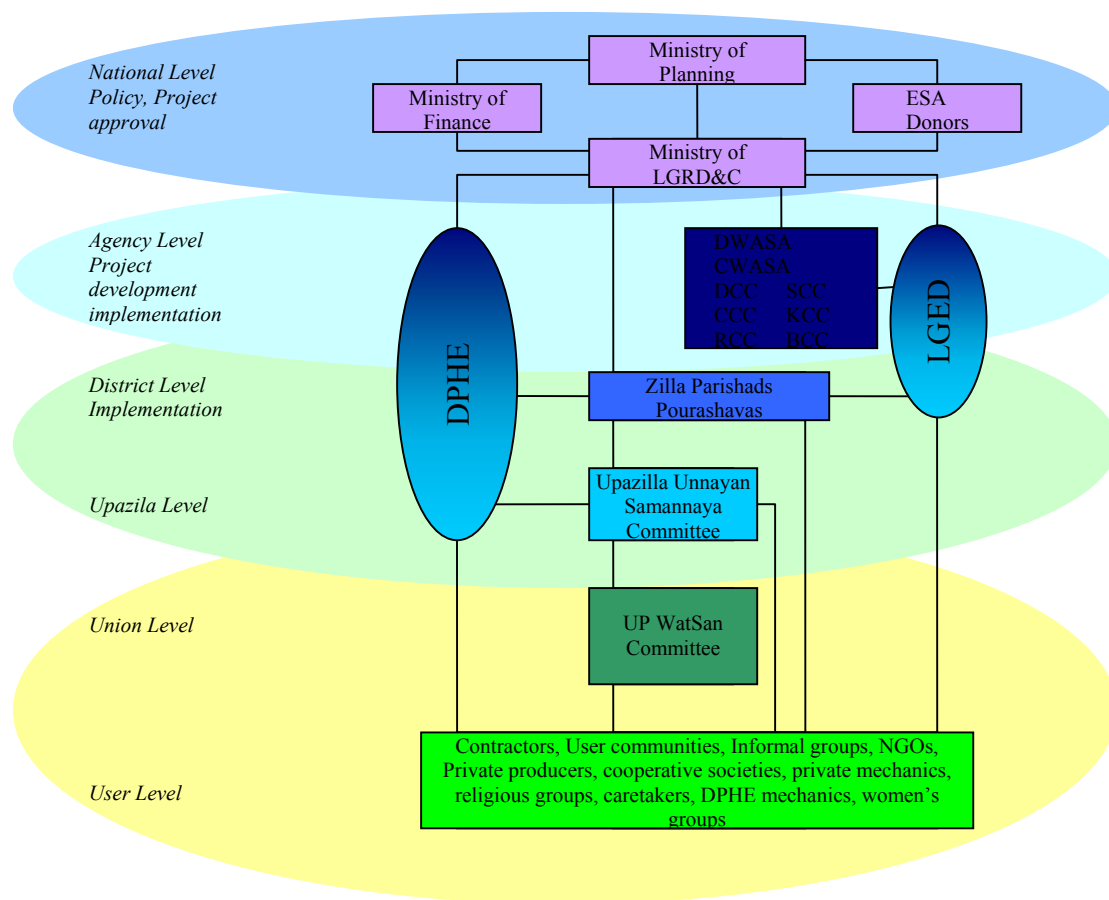 National Level
Policy, Project
approval
Ministry of
Planning
Ministry of
Finance
ESA
Donors
Ministry of
LGRD&C
Agency Level
Project
development
implementation
DPHE
DWASA
CWASA
DCC SCC
CCC KCC
RCC BCC
LGED
District Level
Implementation
Zilla Parishads
Pourashavas
Upazila Level
Upazilla Unnayan
Samannaya
Committee
Union Level
UP WatSan
Committee
User Level
Contractors, User communities, Informal groups, NGOs,
Private producers, cooperative societies, private mechanics,
religious groups, caretakers, DPHE mechanics, women’s
groups